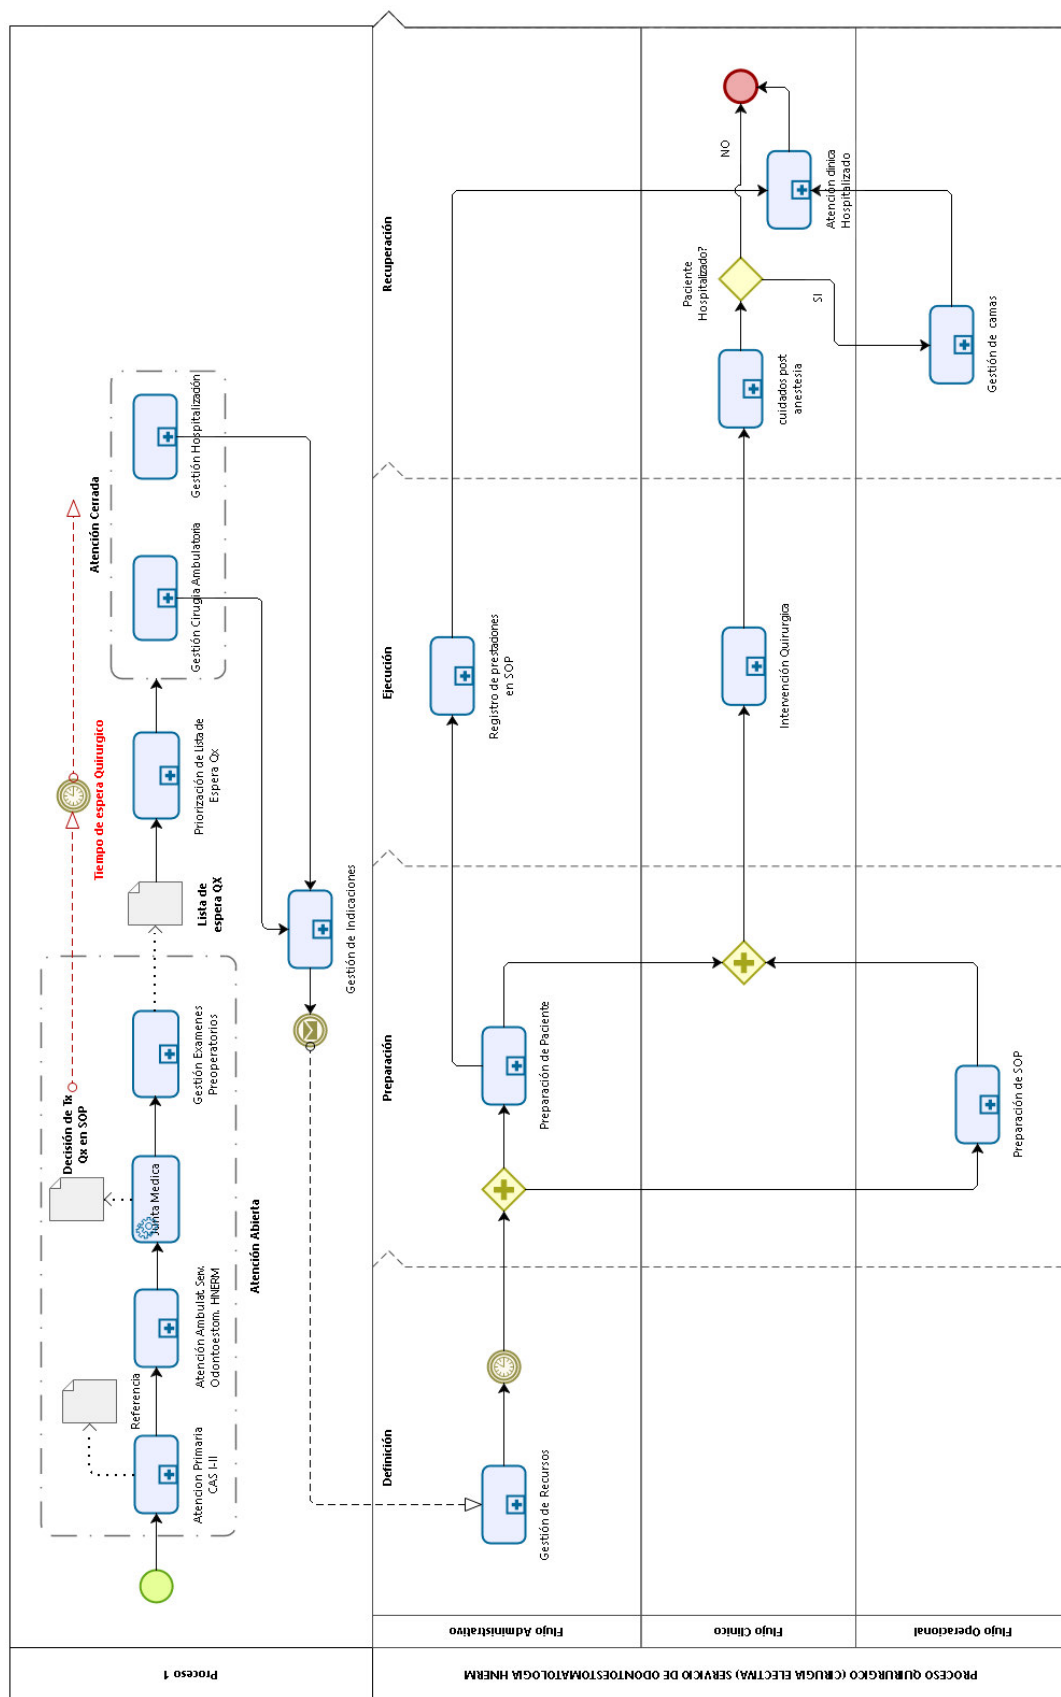 Proceso 1
Atencion Primaria
CAS I-II
Referencia
Atención Ambulat. Serv.
Odontoestom. HNERM
Junta Medica
Decisión de Tx
Qx en SOP
Gestión Examenes
Preoperatorios
Atención Abierta
Lista de
espera QX
Tiempo de espera Quirurgico
Priorización de Lista de
Espera Qx
Atención Cerrada
Gestión Cirugía Ambulatoria
Gestión Hospitalización
Gestión de Indicaciones
PROCESO QUIRURGICO (CIRUGIA ELECTIVA) SERVICIO DE ODONTOESTOMATOLOGIA HNERM
Definición
Preparación
Ejecución
Recuperación
Flujo Administrativo
Gestión de Recursos
Preparación de Paciente
Registro de prestaciones
en SOP
Flujo Clínico
Intervención Quirurgica
cuidados post
anestesia
Paciente
Hospitalizado?
NO
SI
Atención clinica
Hospitalizado
Flujo Operacional
Preparación de SOP
Gestión de camas